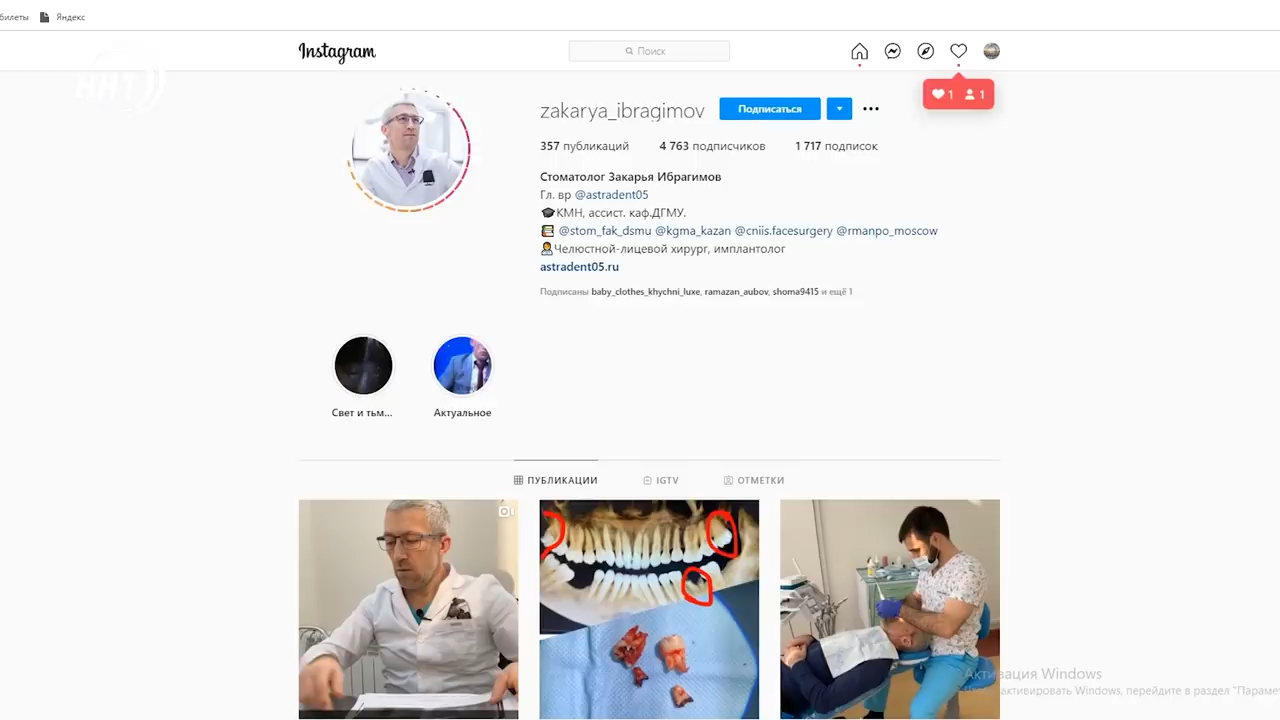 билеты Яндекс
Instagram
Поиск
ННТ
1 1
zakarya_ibragimov
Подписаться
357 публикаций 4 763 подписчиков 1 717 подписок
Стоматолог Закарья Ибрагимов
Гл. вр @astradent05
КМН, ассист. каф.ДГМУ.
@stom_fak_dsmu @kgma_kazan @cniis.facesurgery @rmanpo_moscow
Челюстной-лицевой хирург, имплантолог
astradent05.ru
Подписаны baby_clothes_khychni_luxe, ramazan_aubov, shoma9415 и ещё 1
Свет и тьм... Актуальное
ПУБЛИКАЦИИ IGTV ОТМЕТКИ
Активация Windows
активировать Windows, перейдите в раздел "Параме